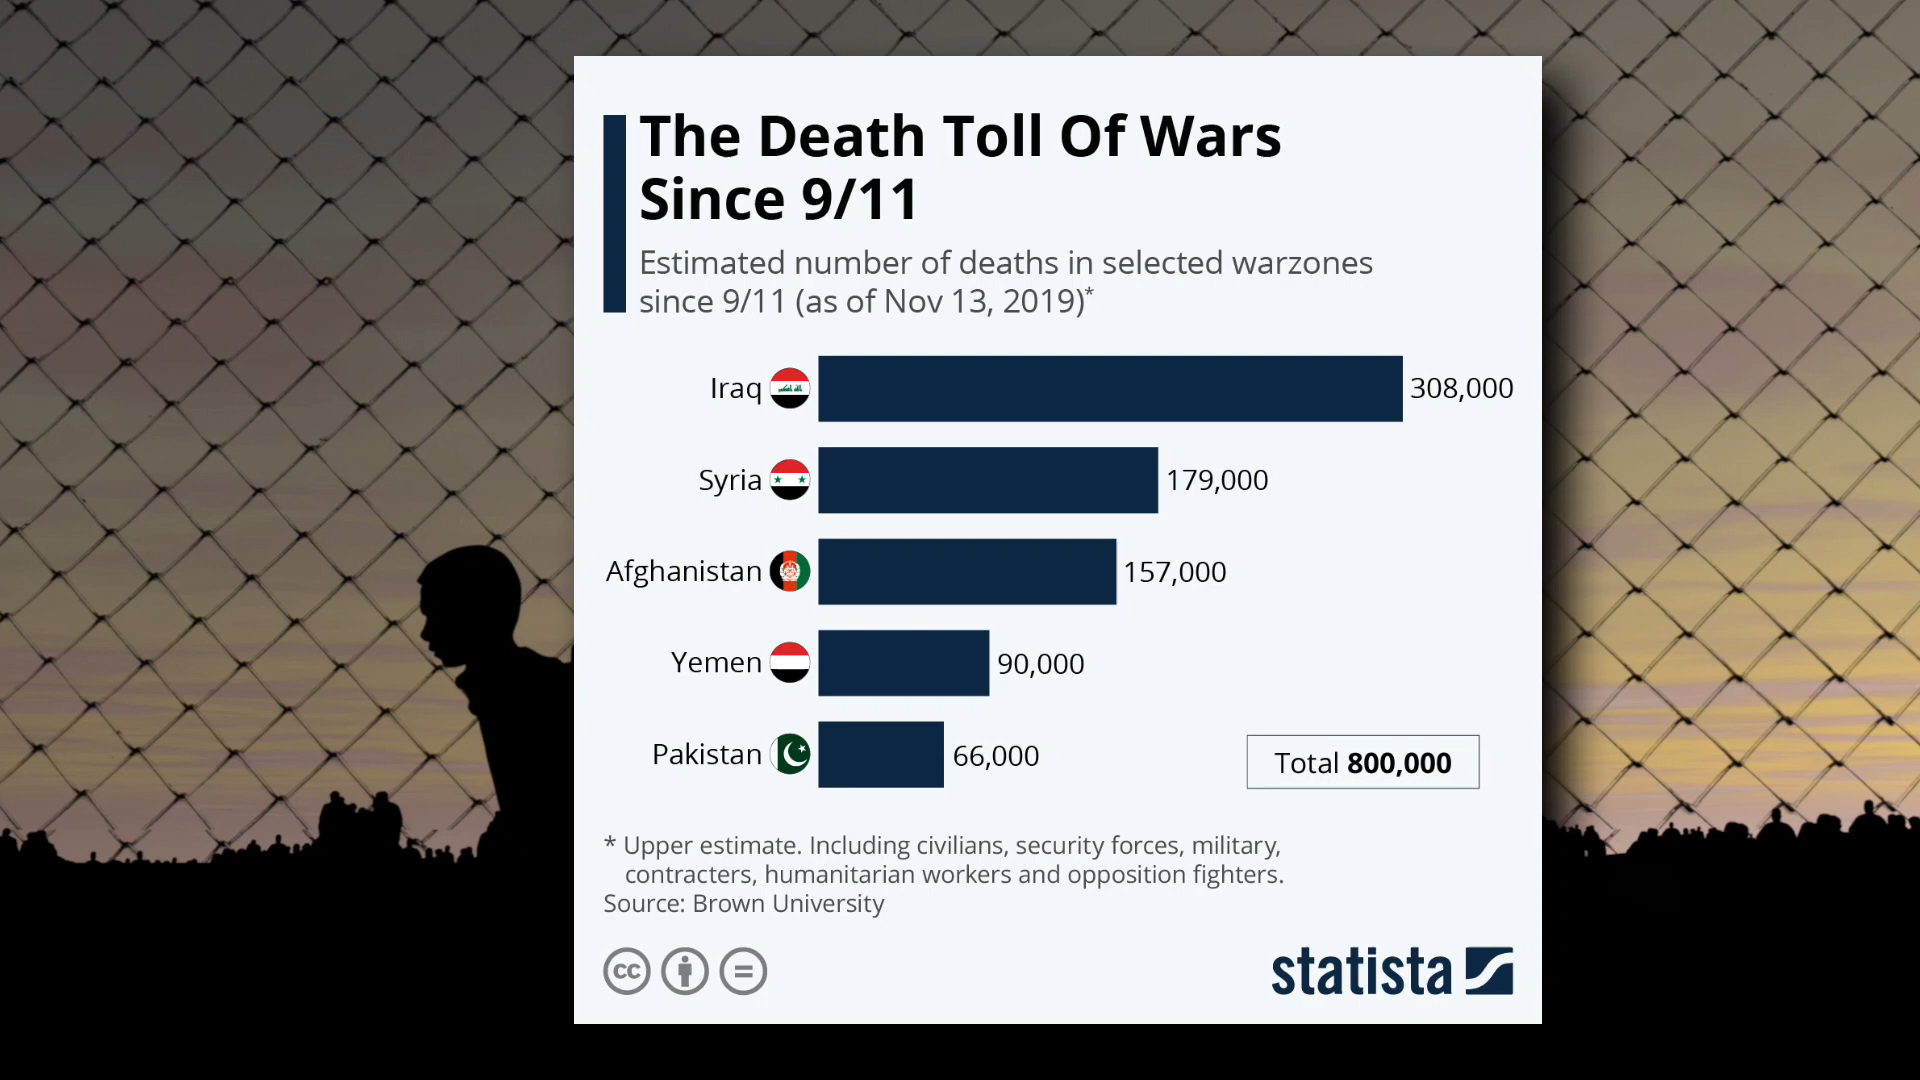 The Death Toll Of Wars
Since 9/11
Estimated number of deaths in selected warzones
since 9/11 (as of Nov 13, 2019)*
Iraq 308,000
Syria 179,000
Afghanistan 157,000
Yemen 90,000
Pakistan 66,000
Total 800,000
* Upper estimate. Including civilians, security forces, military,
contracters, humanitarian workers and opposition fighters.
Source: Brown University
cc
statista